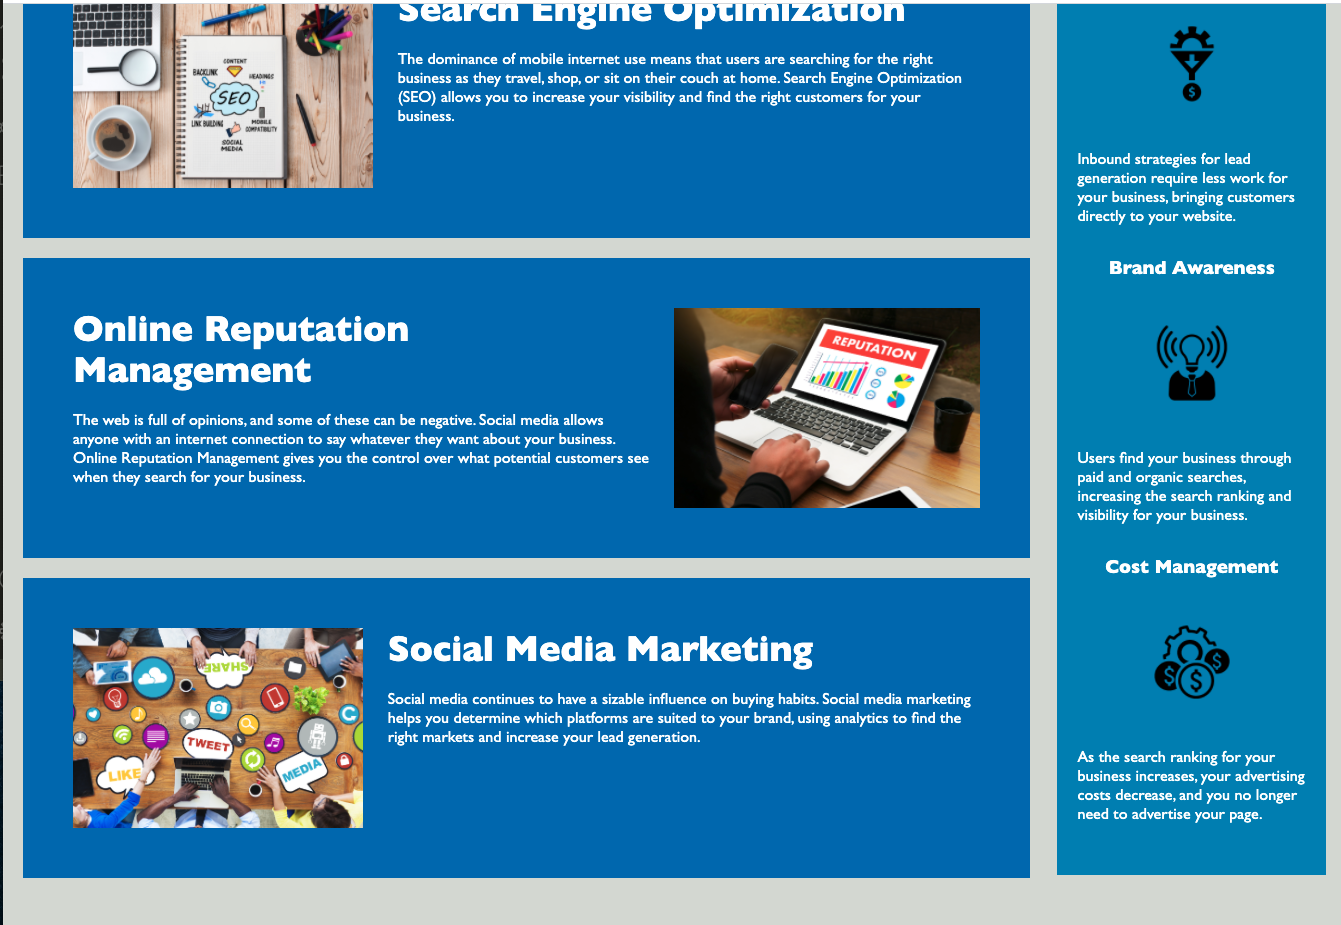 Search Engine Optimization
The dominance of mobile internet use means that users are searching for the right
business as they travel, shop, or sit on their couch at home. Search Engine Optimization
(SEO) allows you to increase your visibility and find the right customers for your
business.
CONTENT
BACKLINK
HEADINGS
SEO
LINK BUILDING
MOBILE
COMPATIBILITY
SOCIAL
MEDIA
Online Reputation
Management
The web is full of opinions, and some of these can be negative. Social media allows
anyone with an internet connection to say whatever they want about your business.
Online Reputation Management gives you the control over what potential customers see
when they search for your business.
REPUTATION
SHARE
TWEET
LIKE
MEDIA
Social Media Marketing
Social media continues to have a sizable influence on buying habits. Social media marketing
helps you determine which platforms are suited to your brand, using analytics to find the
right markets and increase your lead generation.
$
Inbound strategies for lead
generation require less work for
your business, bringing customers
directly to your website.
Brand Awareness
Users find your business through
paid and organic searches,
increasing the search ranking and
visibility for your business.
Cost Management
$ $ $
As the search ranking for your
business increases, your advertising
costs decrease, and you no longer
need to advertise your page.